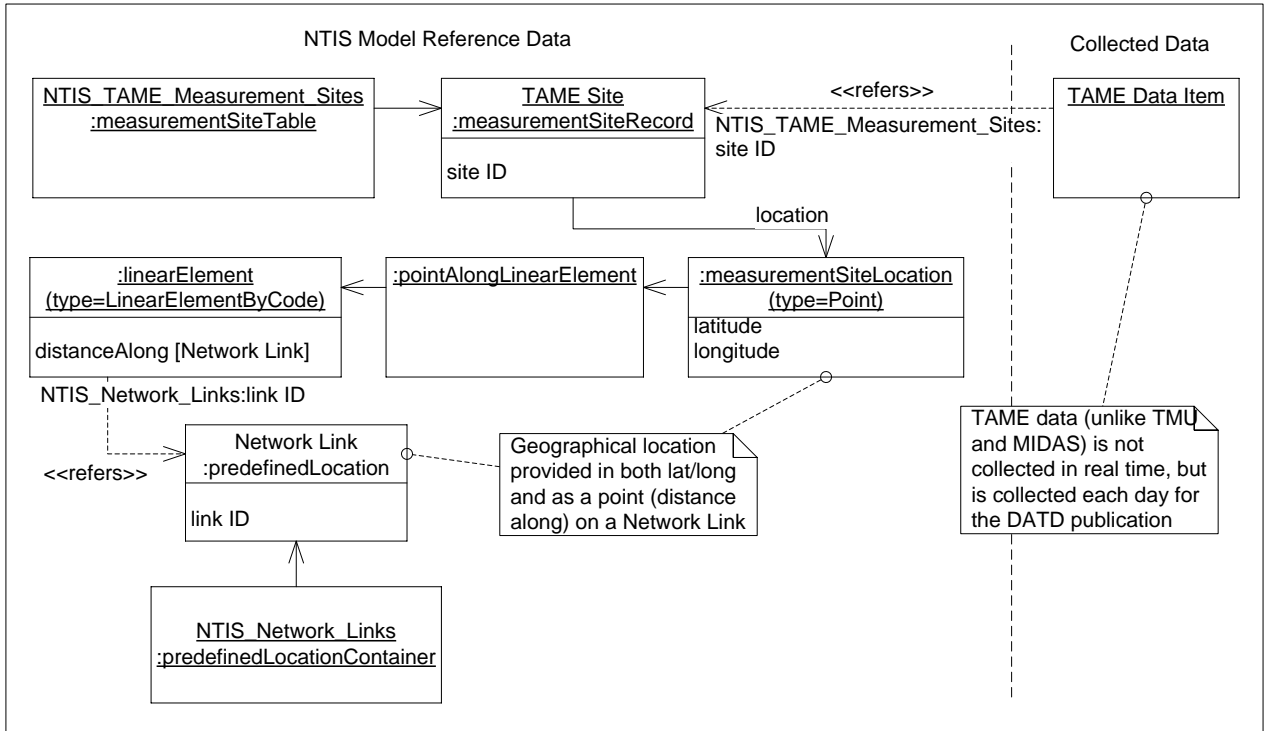 NTIS Model Reference Data
Collected Data
NTIS_TAME_Measurement_Sites
:measurementSiteTable
TAME Site
:measurementSiteRecord
site ID
<<refers>>
NTIS_TAME_Measurement_Sites:
site ID
TAME Data Item
location
:linearElement
(type=LinearElementByCode)
distanceAlong [Network Link]
:pointAlongLinearElement
:measurementSiteLocation
(type=Point)
latitude
longitude
NTIS_Network_Links:link ID
<<refers>>
Network Link
:predefinedLocation
link ID
Geographical location
provided in both lat/long
and as a point (distance
along) on a Network Link
TAME data (unlike TMU
and MIDAS) is not
collected in real time, but
is collected each day for
the DATD publication
NTIS_Network_Links
:predefinedLocationContainer